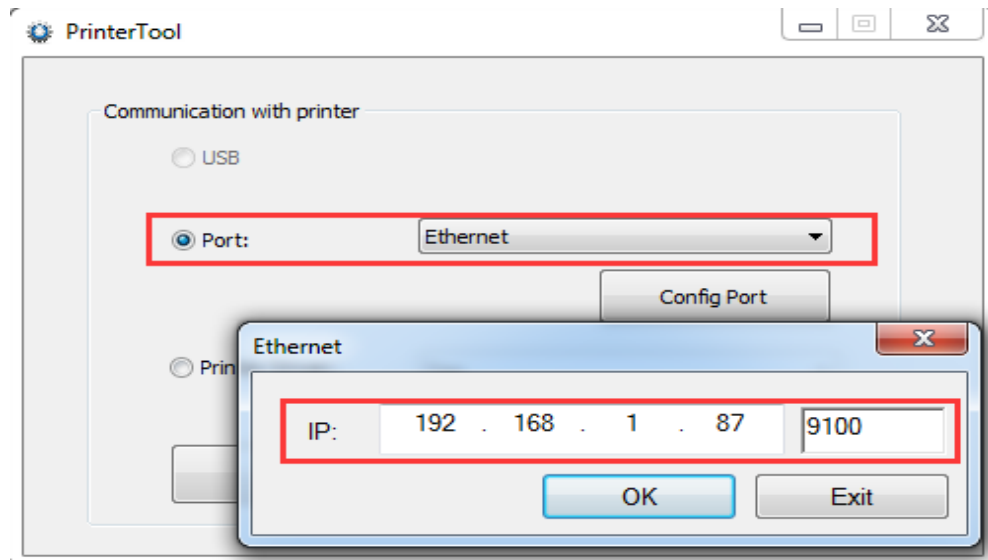 PrinterTool
Communication with printer
USB
Port: Ethernet
Config Port
Ethernet
IP: 192 . 168 . 1 . 87 9100
OK Exit